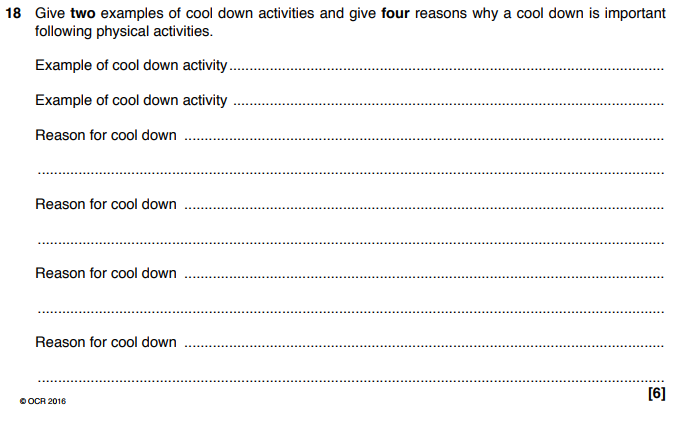 18 Give two examples of cool down activities and give four reasons why a cool down is important
following physical activities.
Example of cool down activity
Example of cool down activity
Reason for cool down
Reason for cool down
Reason for cool down
Reason for cool down
[6]
© OCR 2016